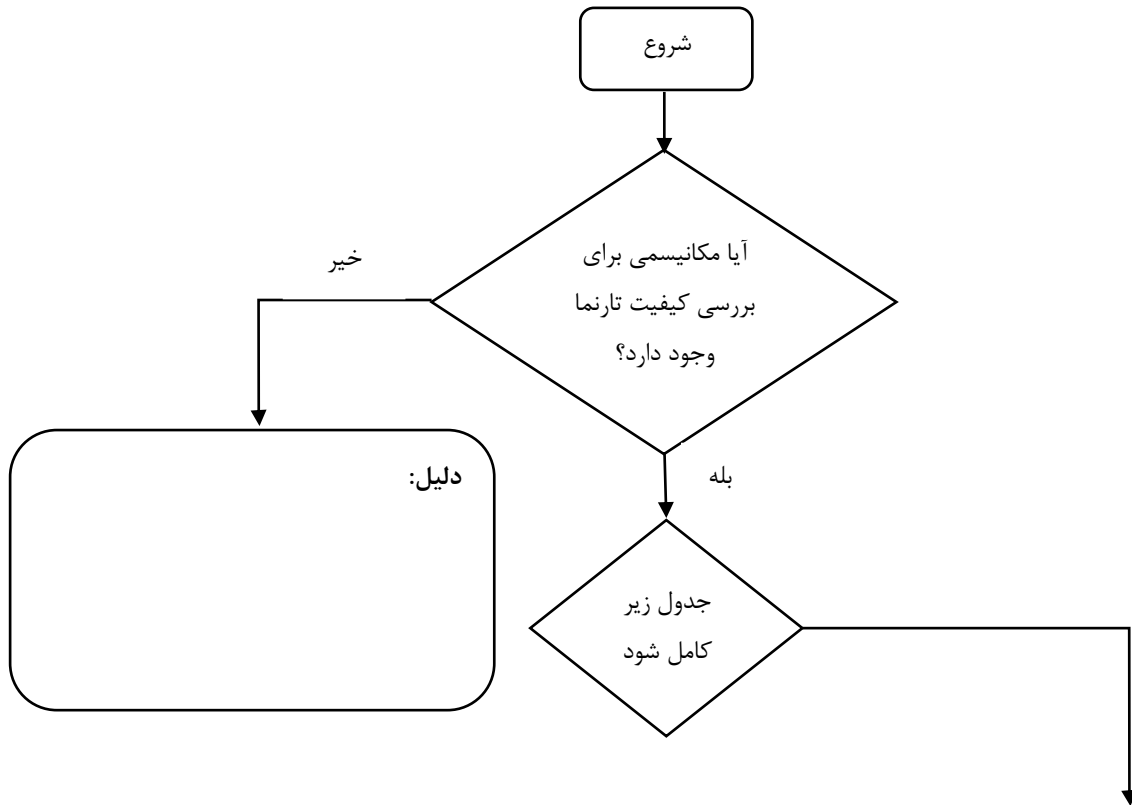 شروع
آیا مکانیسمی برای
بررسی کیفیت تارنما
وجود دارد؟
خیر
بله
دلیل:
جدول زیر
کامل شود